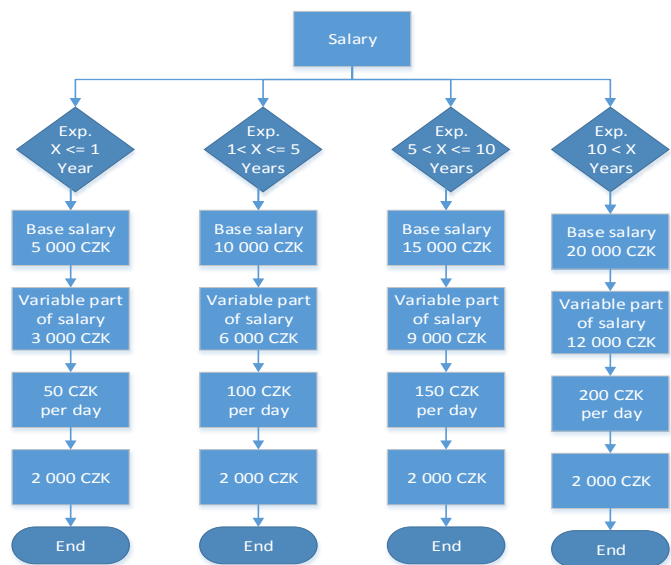 Salary
Exp.
X <= 1
Year
Exp.
1< X <= 5
Years
Exp.
5 < X <= 10
Years
Exp.
10 < X
Years
Base salary
5 000 CZK
Base salary
10 000 CZK
Base salary
15 000 CZK
Base salary
20 000 CZK
Variable part
of salary
3 000 CZK
Variable part
of salary
6 000 CZK
Variable part
of salary
9 000 CZK
Variable part
of salary
12 000 CZK
50 CZK
per day
100 CZK
per day
150 CZK
per day
200 CZK
per day
2 000 CZK
2 000 CZK
2 000 CZK
2 000 CZK
End
End
End
End